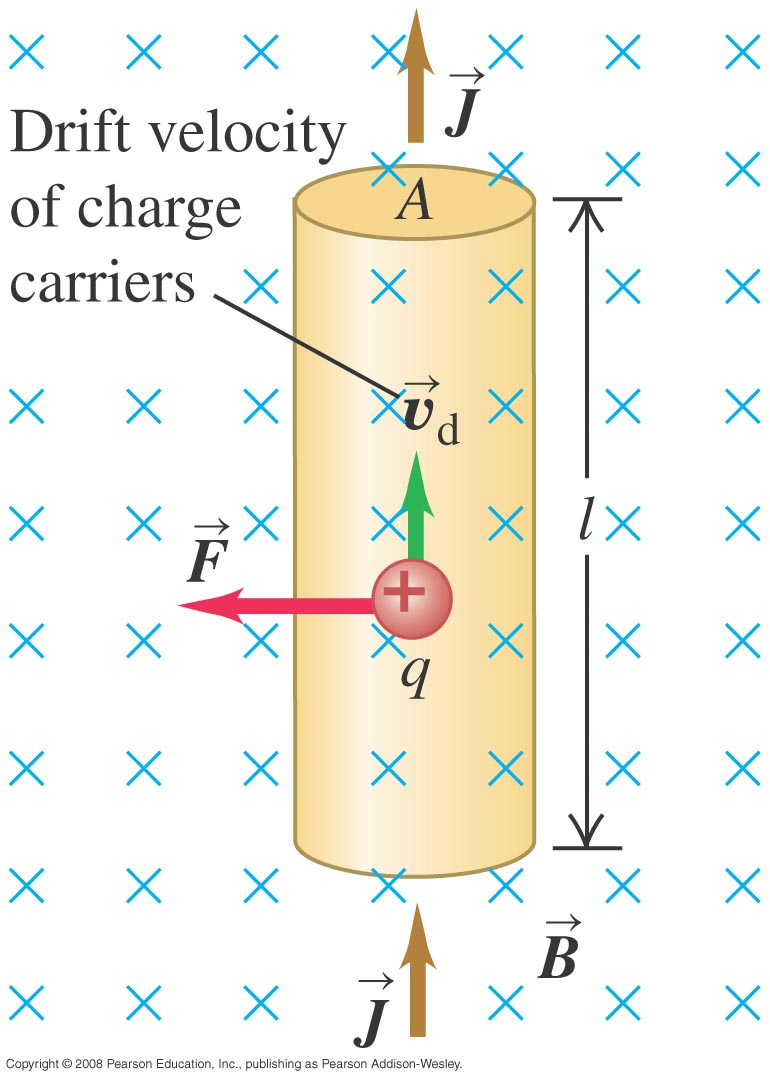 J⃗
Drift velocity
of charge
carriers
A
v⃗d
l
F⃗
+
q
B⃗
J⃗
Copyright © 2008 Pearson Education, Inc., publishing as Pearson Addison-Wesley.